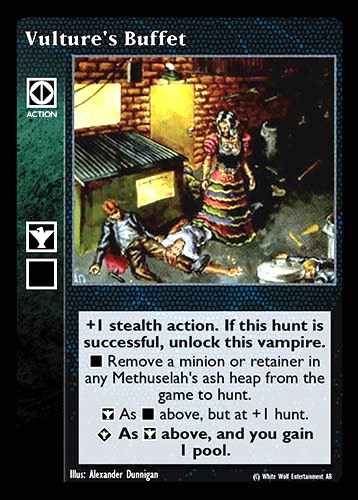 Vulture's Buffet
ACTION
+1 stealth action. If this hunt is
successful, unlock this vampire.
Remove a minion or retainer in
any Methuselah's ash heap from the
game to hunt.
As above, but at +1 hunt.
As above, and you gain
1 pool.
Illus: Alexander Dunnigan
(C) White Wolf Entertainment AB